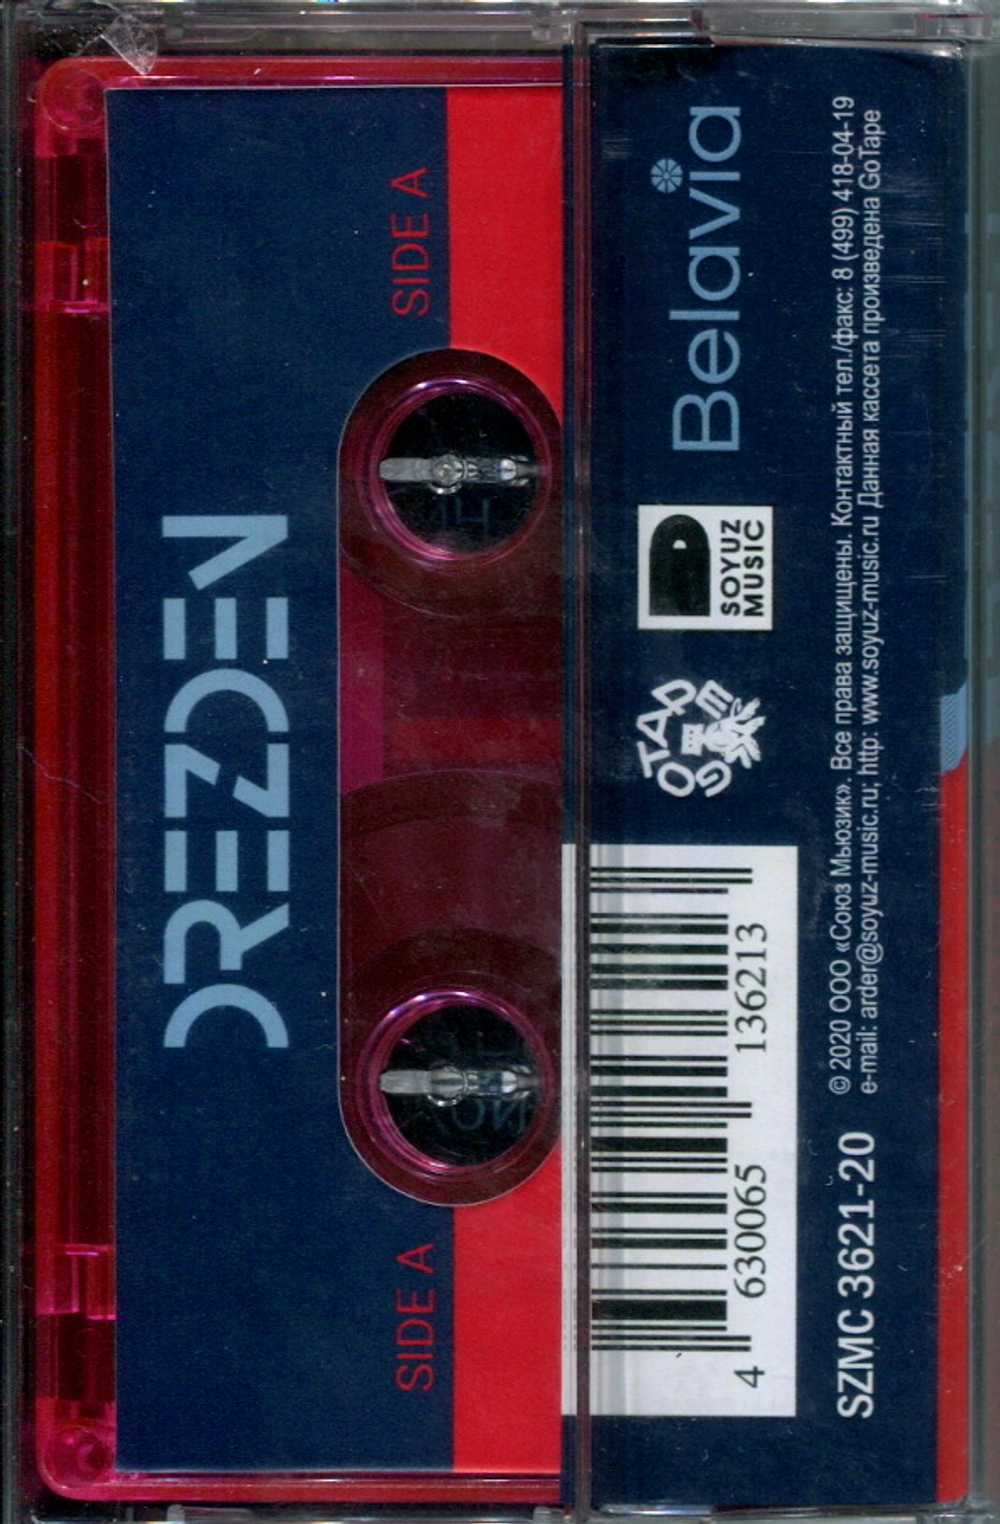 DREZDEN
SIDE A
SIDE A
Belavia
SOYUZ
MUSIC
GOTAPE
4 630065 136213
SZMC 3621-20
© 2020 ООО «Союз Мьюзик». Все права защищены. Контактный тел./факс: 8 (499) 418-04-19
e-mail: arder@soyuz-music.ru; http: www.soyuz-music.ru Данная кассета произведена GoTape